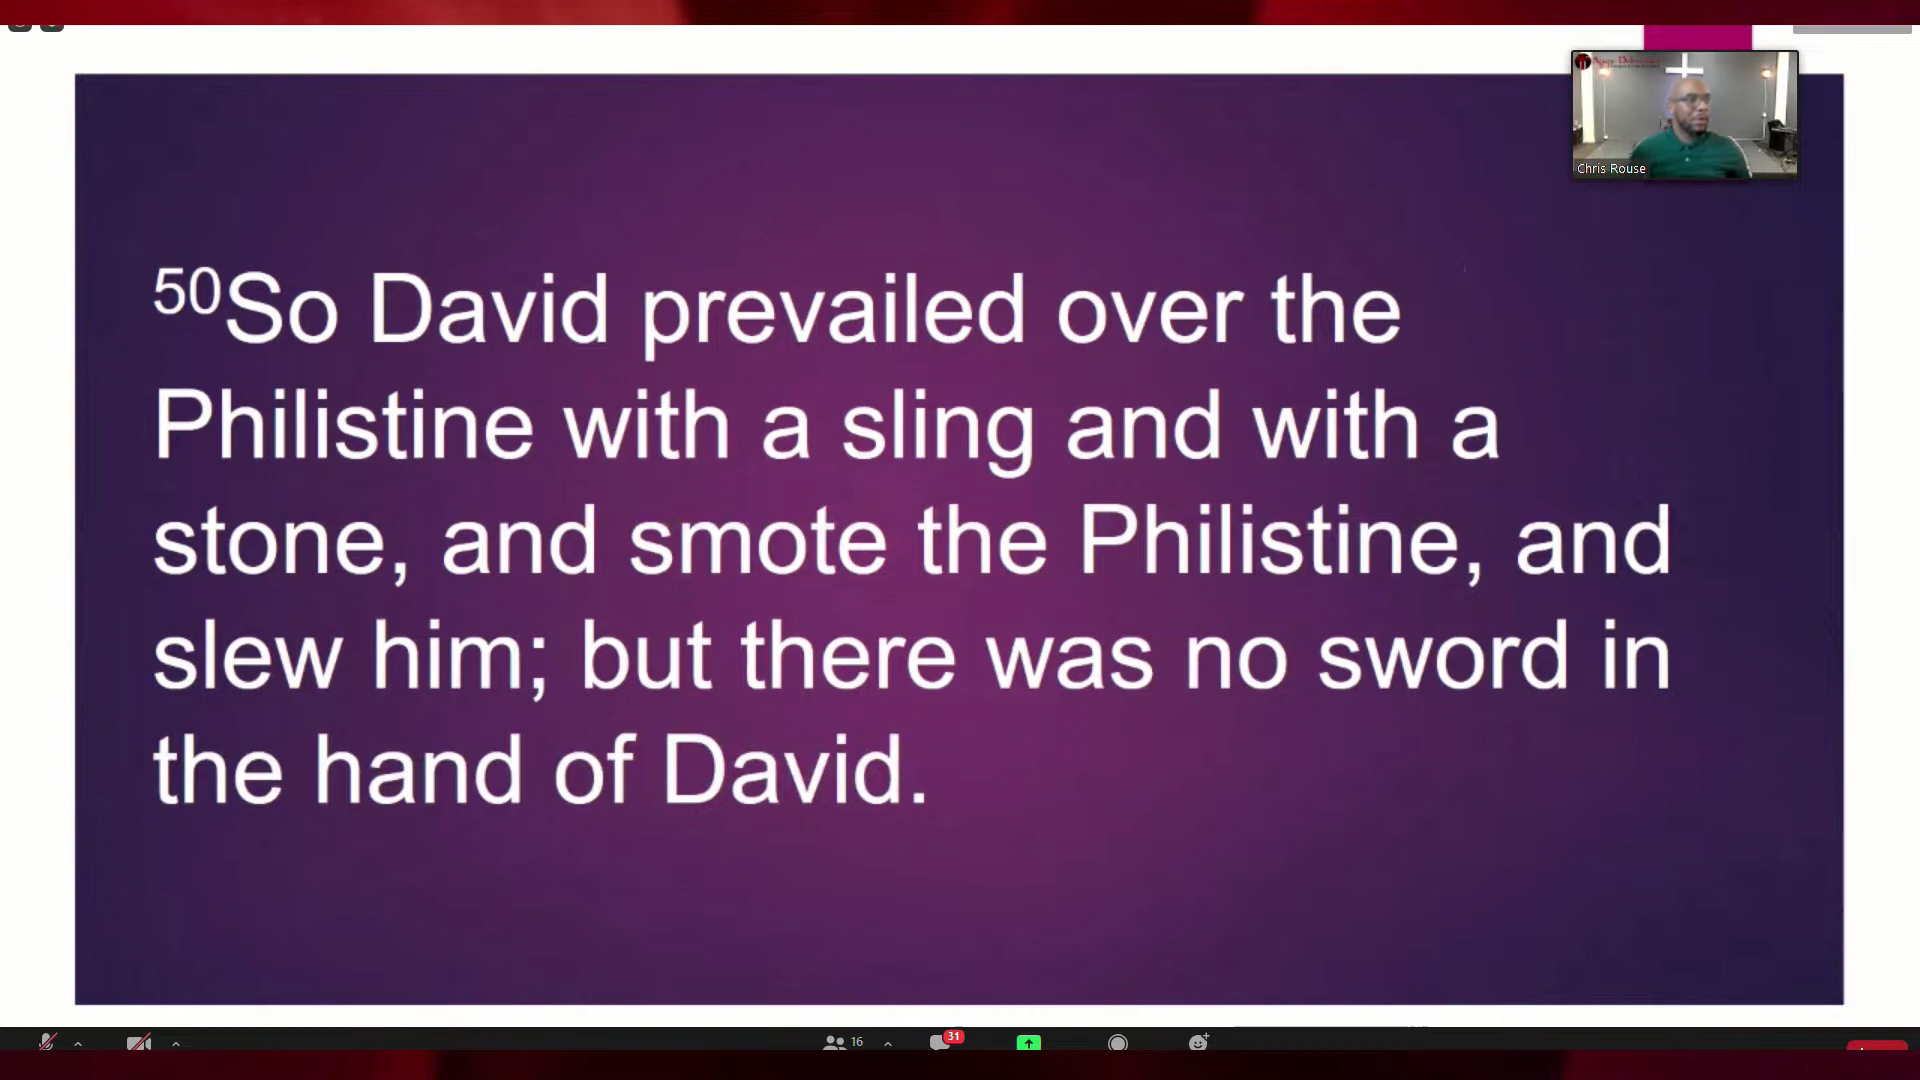 50So David prevailed over the
Philistine with a sling and with a
stone, and smote the Philistine, and
slew him; but there was no sword in
the hand of David.
Chris Rouse
16
31